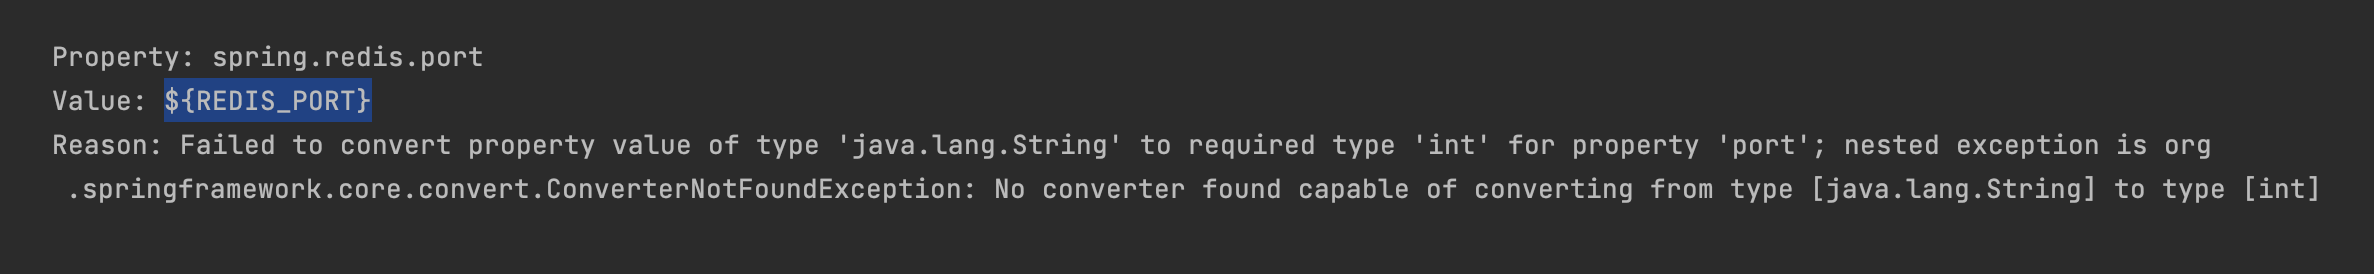 Property: spring.redis.port
Value: ${REDIS_PORT}
Reason: Failed to convert property value of type 'java.lang.String' to required type 'int' for property 'port'; nested exception is org
.springframework.core.convert.ConverterNotFoundException: No converter found capable of converting from type [java.lang.String] to type [int]